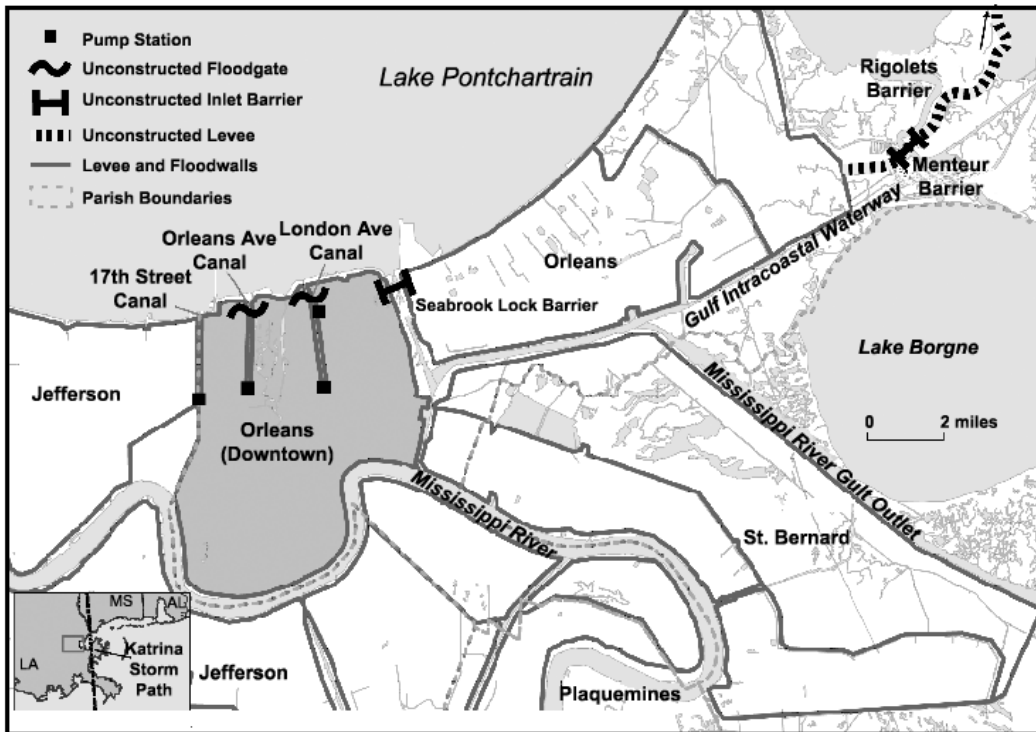 Pump Station
Unconstructed Floodgate
Unconstructed Inlet Barrier
Unconstructed Levee
Levee and Floodwalls
Parish Boundaries
Lake Pontchartrain
Rigolets
Barrier
Menteur
Barrier
London Ave
Canal
Orleans Ave
Canal
17th Street
Canal
Orleans
Seabrook Lock Barrier
Gulf Intracoastal Waterway
Lake Borgne
0 2 miles
Jefferson
Orleans
(Downtown)
Mississippi River
Mississippi River Gult Outlet
St. Bernard
MS AL
LA
Katrina
Storm
Path
Jefferson
Plaquemines